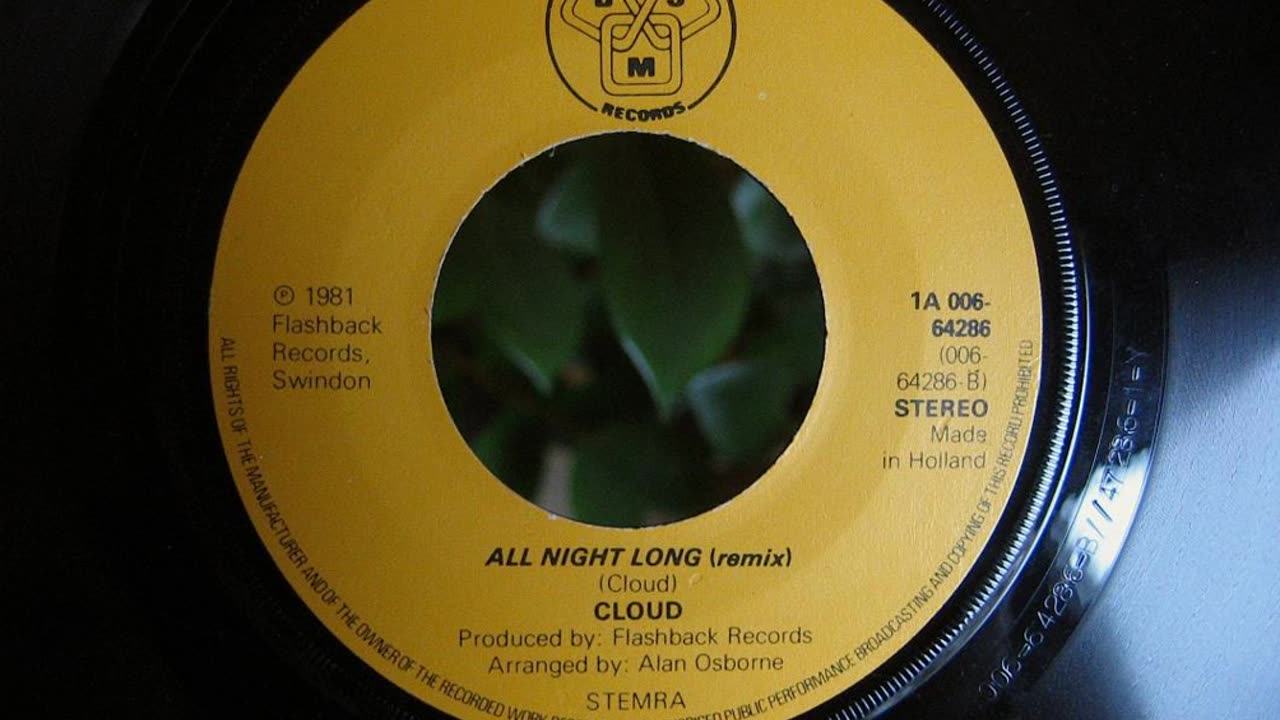 M
RECORDS
℗ 1981
Flashback
Records,
Swindon
1A 006-
64286
(006-
64286-B)
STEREO
Made
in Holland
ALL NIGHT LONG (remix)
(Cloud)
CLOUD
Produced by: Flashback Records
Arranged by: Alan Osborne
STEMRA
ALL RIGHTS OF THE MANUFACTURER AND OF THE OWNER OF THE RECORDED WORK PUBLIC PERFORMANCE BROADCASTING AND COPYING OF THIS RECORD PROHIBITED